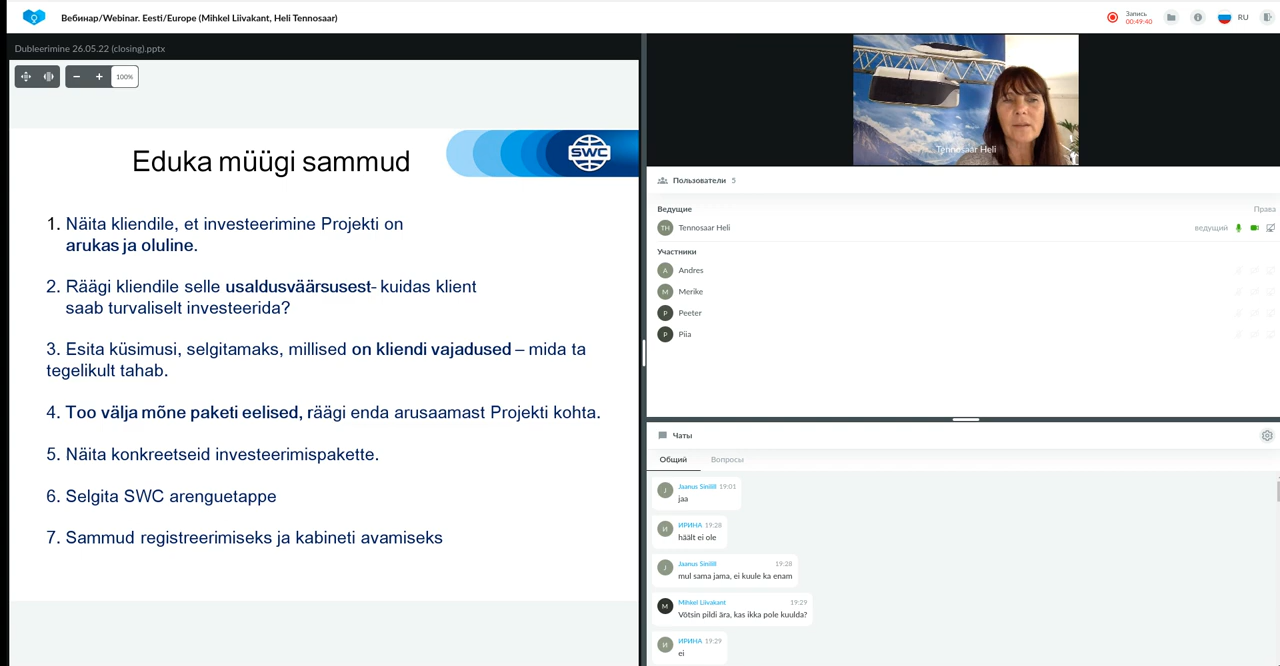 Вебинар/Webinar. Eesti/Europe (Mihkel Liivakant, Heli Tennosaar)
Запись
00:49:40
RU
Dubleerimine 26.05.22 (closing).pptx
100%
Eduka müügi sammud
SWC
1. Näita kliendile, et investeerimine Projekti on
arukas ja oluline.
2. Räägi kliendile selle usaldusväärsusest- kuidas klient
saab turvaliselt investeerida?
3. Esita küsimusi, selgitamaks, millised on kliendi vajadused – mida ta
tegelikult tahab.
4. Too välja mõne paketi eelised, räägi enda arusaamast Projekti kohta.
5. Näita konkreetseid investeerimispakette.
6. Selgita SWC arenguetappe
7. Sammud registreerimiseks ja kabineti avamiseks
Tennosaar Heli
Пользователи 5
Ведущие
Права
TH Tennosaar Heli
ведущий
Участники
A Andres
M Merike
P Peeter
P Piia
Чаты
Общий
Вопросы
J Jaanus Sinilill 19:01
jaa
И ИРИНА 19:28
häält ei ole
J Jaanus Sinilill 19:28
mul sama jama, ei kuule ka enam
M Mihkel Liivakant 19:29
Võtsin pildi ära, kas ikka pole kuulda?
И ИРИНА 19:29
ei